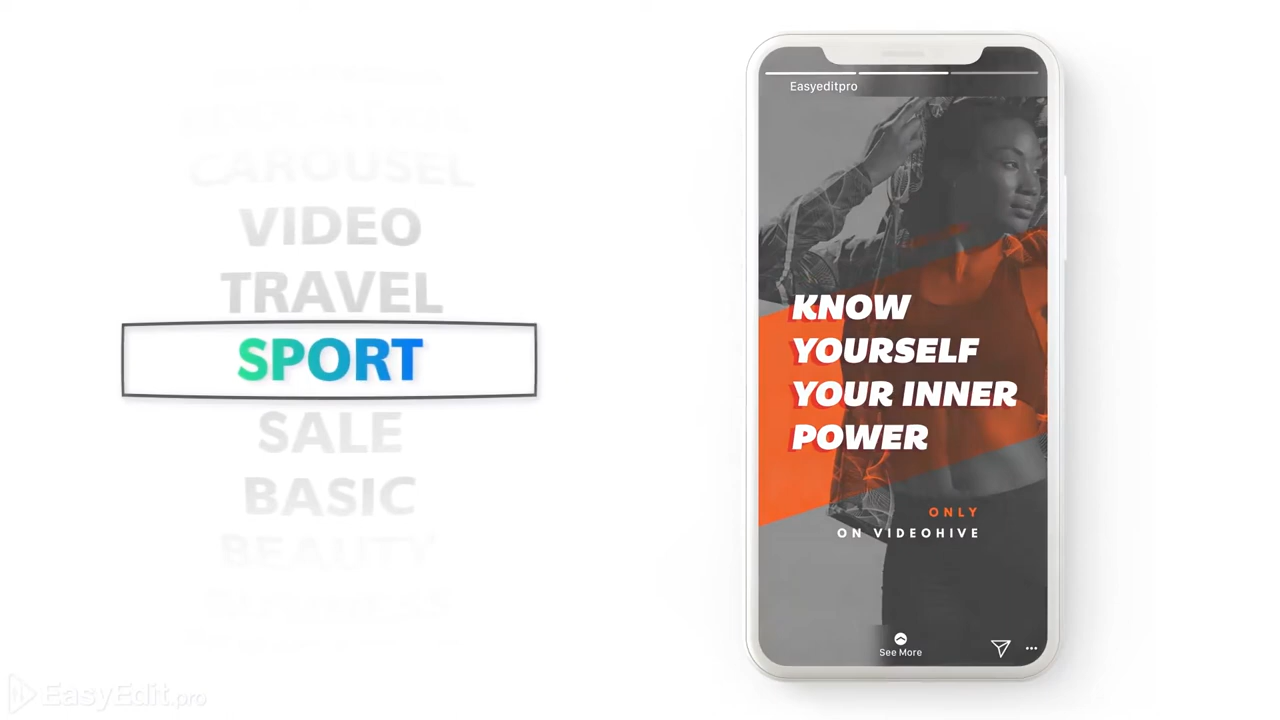 CAROUSEL
VIDEO
TRAVEL
SPORT
SALE
BASIC
BEAUTY
Easyeditpro
KNOW
YOURSELF
YOUR INNER
POWER
ONLY
ON VIDEOHIVE
See More
EasyEdit.pro